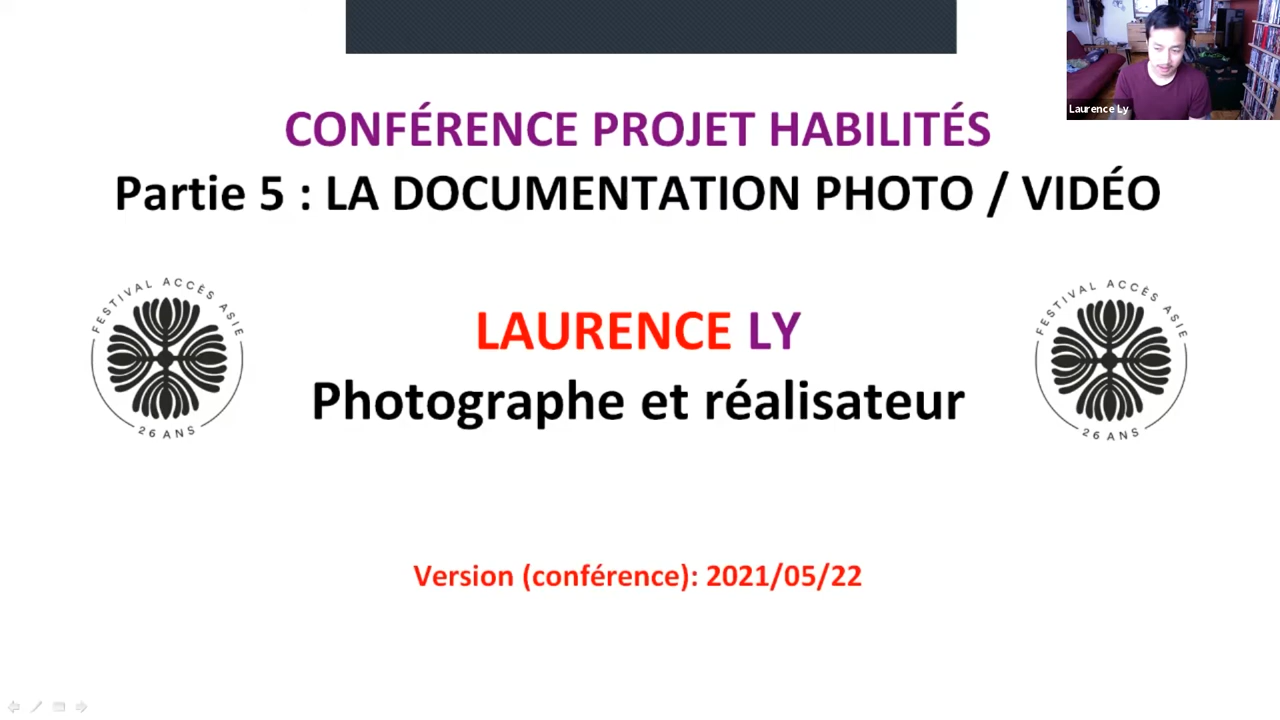 Laurence Ly
CONFÉRENCE PROJET HABILITÉS
Partie 5 : LA DOCUMENTATION PHOTO / VIDÉO
FESTIVAL ACCÈS ASIE
26 ANS
FESTIVAL ACCÈS ASIE
26 ANS
LAURENCE LY
Photographe et réalisateur
Version (conférence): 2021/05/22